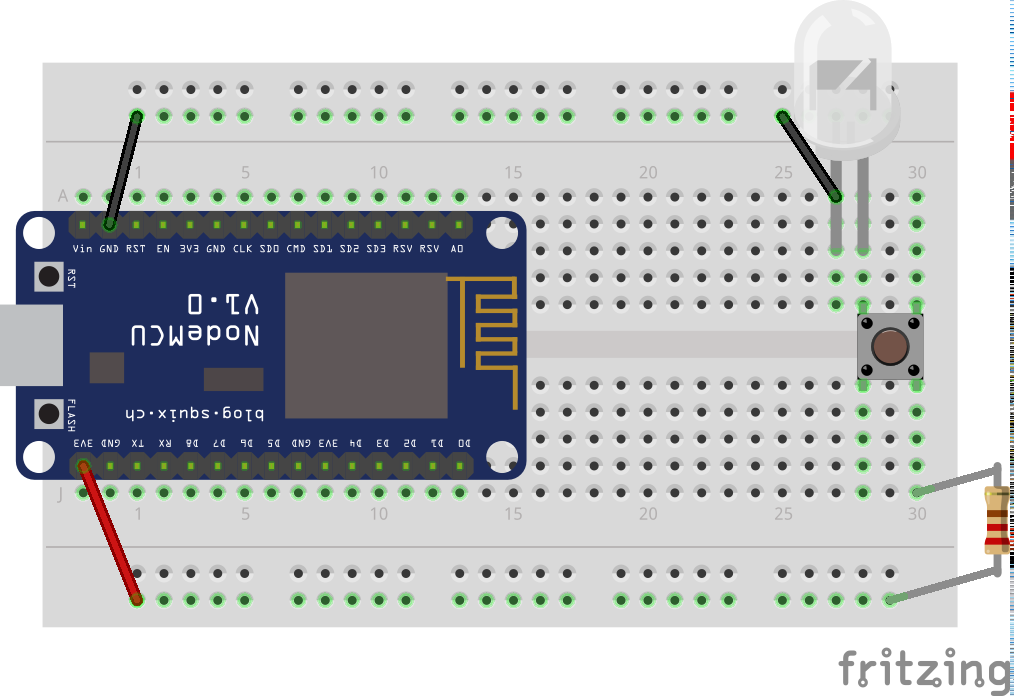 1 5 10 15 20 25 30
A
Vin GND RST EN 3V3 GND CLK SD0 CMD SD1 SD2 SD3 RSV RSV A0
RST
V1.0
NodeMCU
blog.squix.ch
FLASH
3V3 GND TX RX D8 D7 D6 D5 GND 3V3 D4 D3 D2 D1 D0
J
1 5 10 15 20 25 30
fritzing